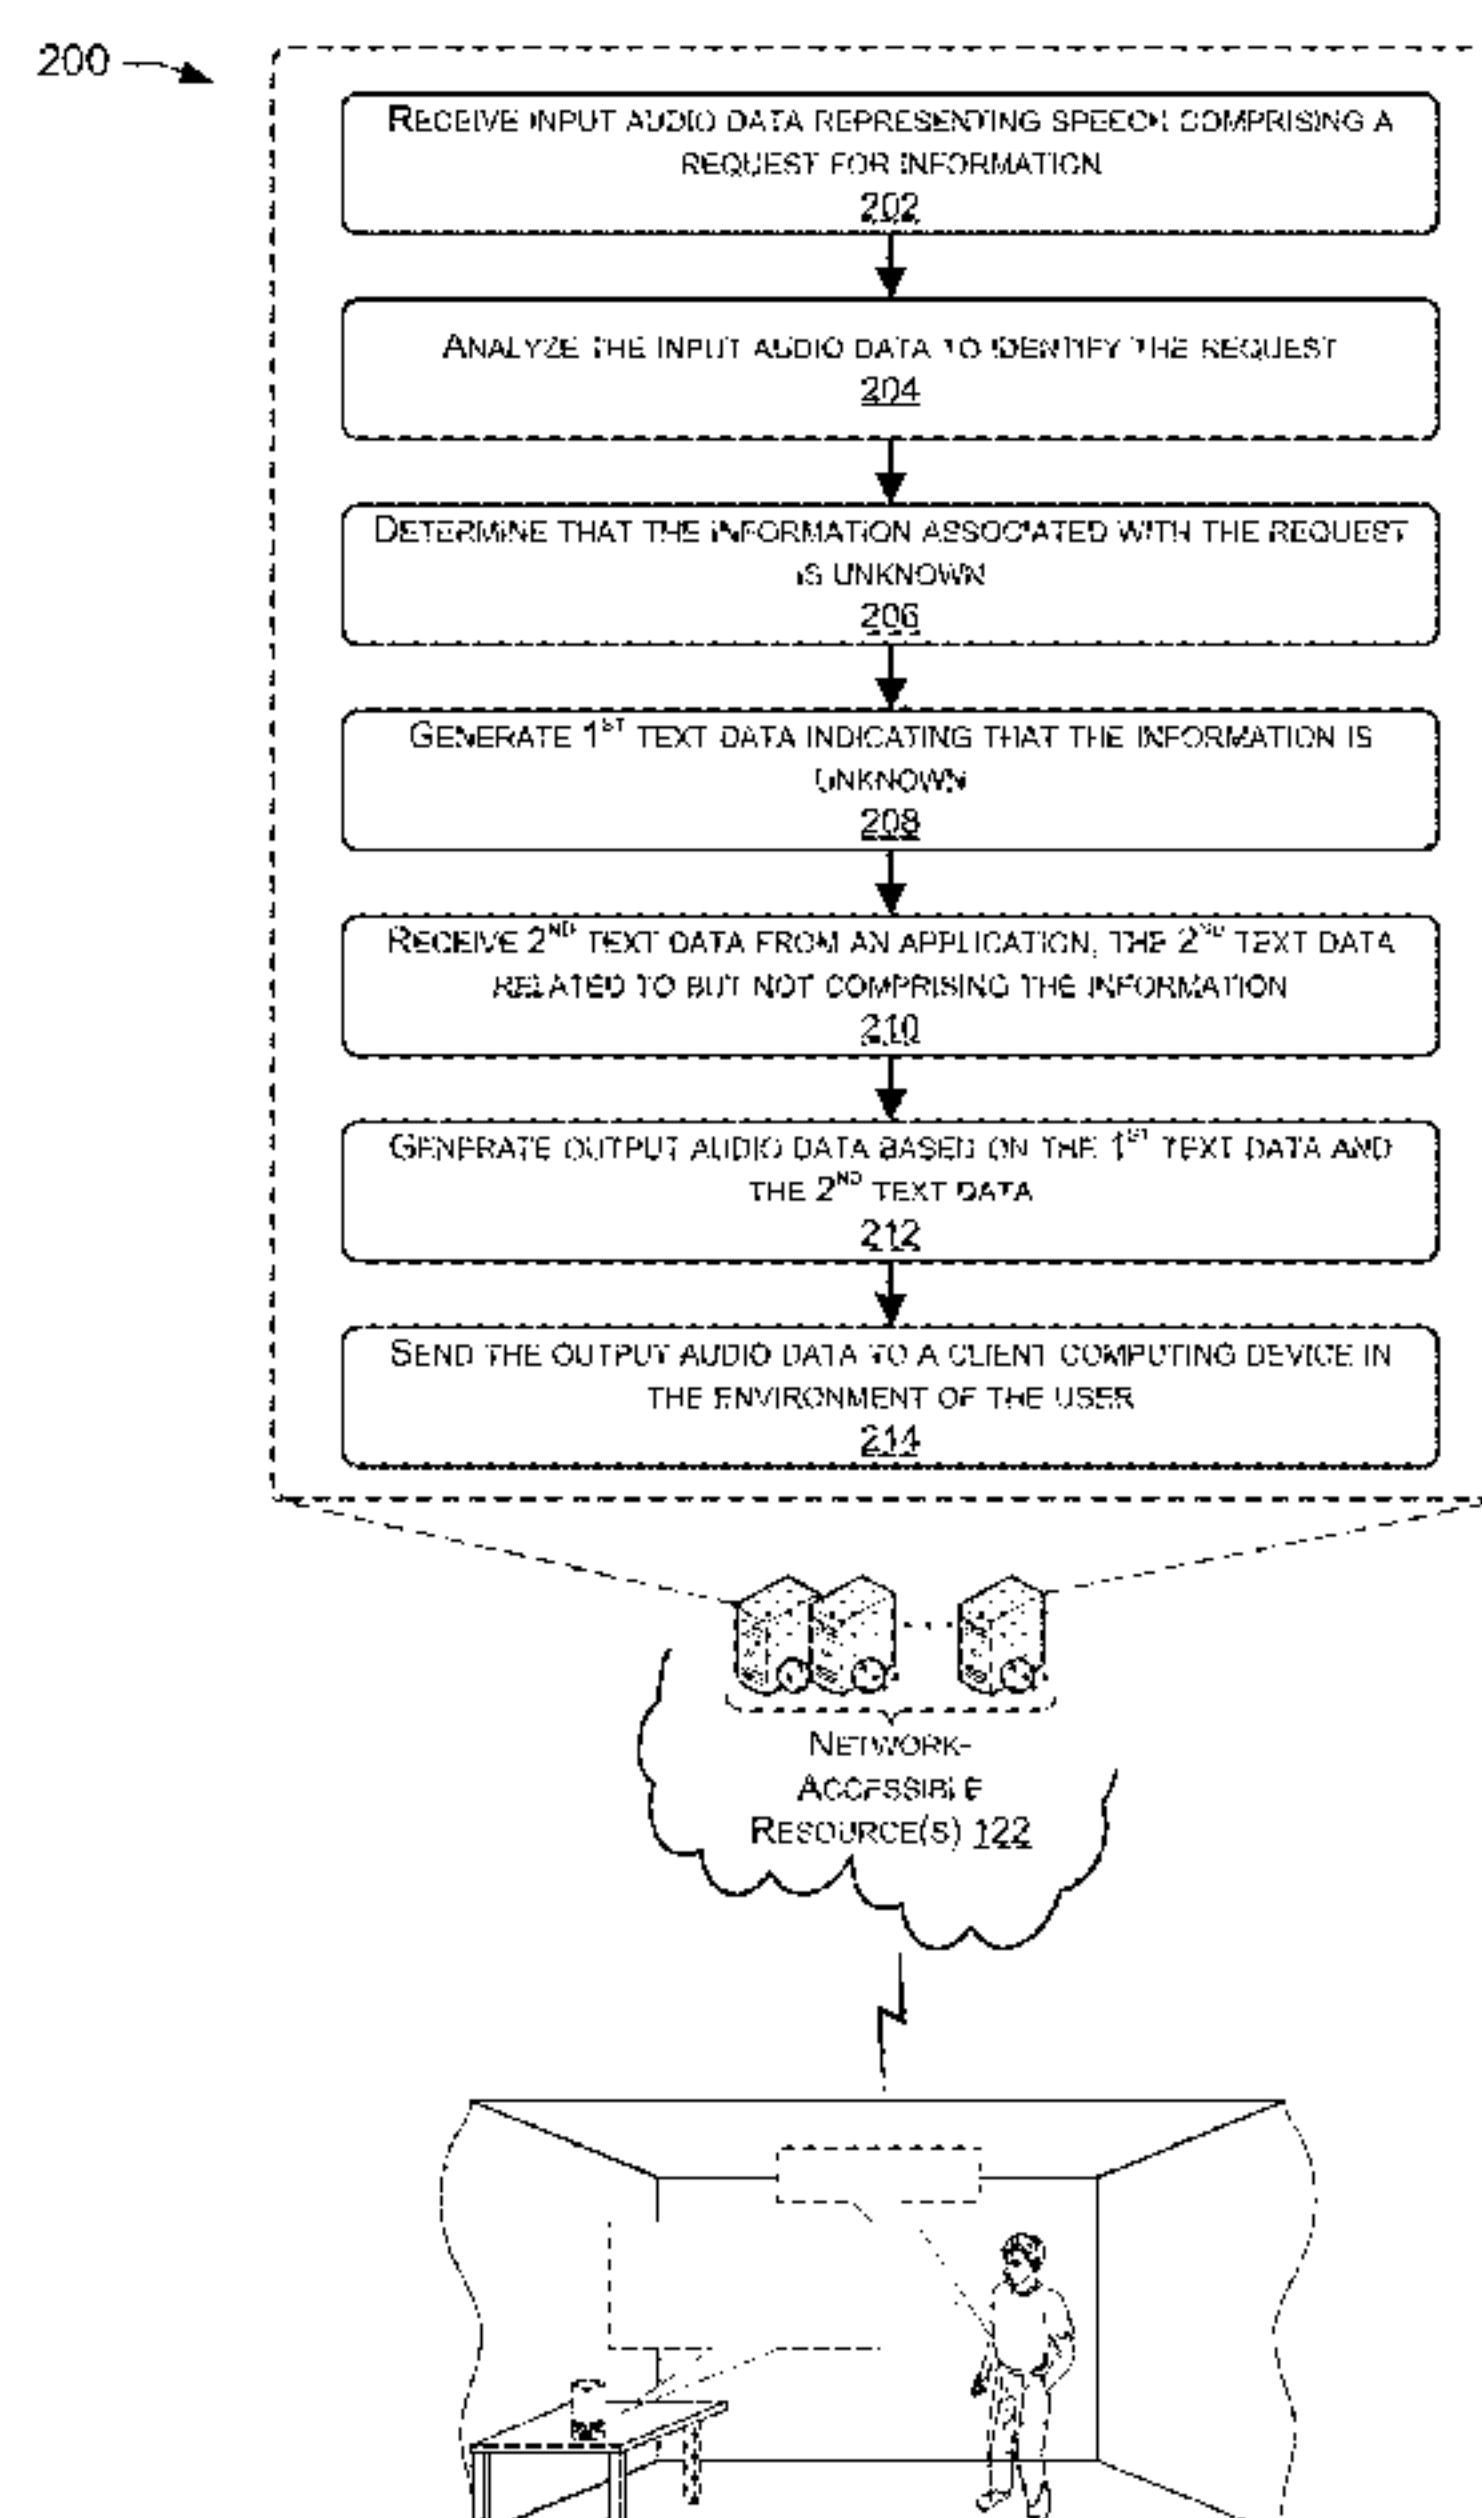 200
RECEIVE INPUT AUDIO DATA REPRESENTING SPEECH COMPRISING A
REQUEST FOR INFORMATION
202
ANALYZE THE INPUT AUDIO DATA TO IDENTIFY THE REQUEST
204
DETERMINE THAT THE INFORMATION ASSOCIATED WITH THE REQUEST
IS UNKNOWN
206
GENERATE 1ST TEXT DATA INDICATING THAT THE INFORMATION IS
UNKNOWN
208
RECEIVE 2ND TEXT DATA FROM AN APPLICATION, THE 2ND TEXT DATA
RELATED TO BUT NOT COMPRISING THE INFORMATION
210
GENERATE OUTPUT AUDIO DATA BASED ON THE 1ST TEXT DATA AND
THE 2ND TEXT DATA
212
SEND THE OUTPUT AUDIO DATA TO A CLIENT COMPUTING DEVICE IN
THE ENVIRONMENT OF THE USER
214
NETWORK-
ACCESSIBLE
RESOURCE(S) 122